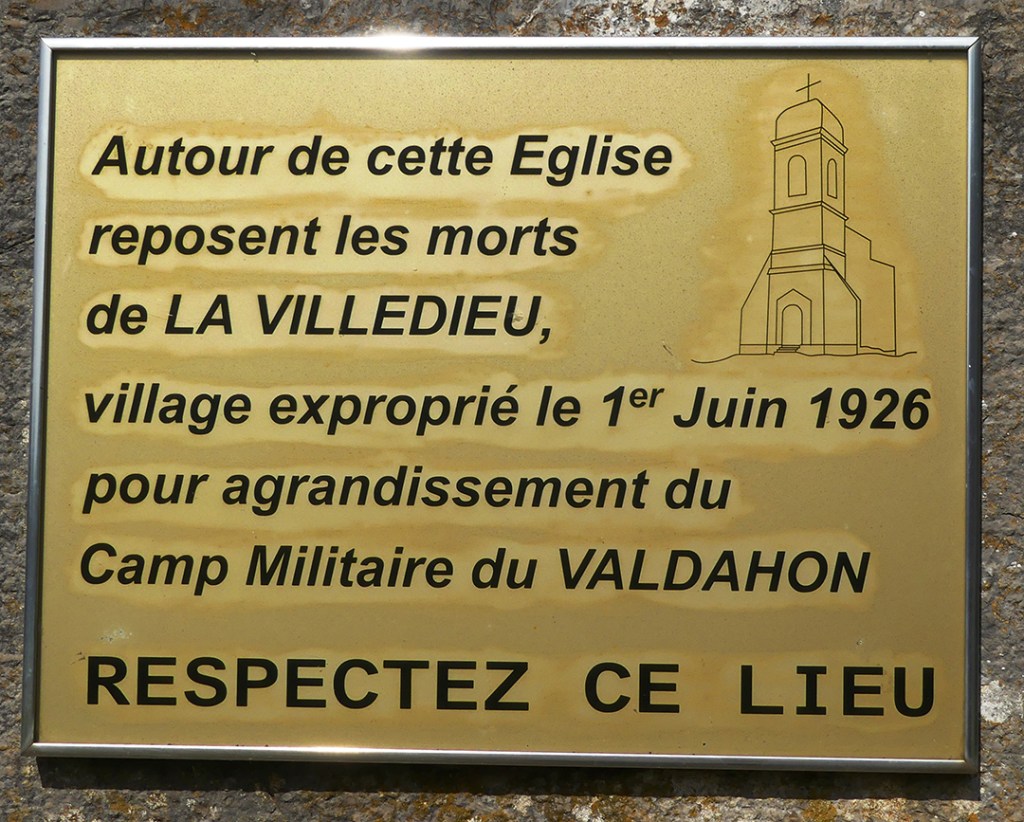 Autour de cette Eglise
reposent les morts
de LA VILLEDIEU,
village exproprié le 1er Juin 1926
pour agrandissement du
Camp Militaire du VALDAHON
RESPECTEZ CE LIEU